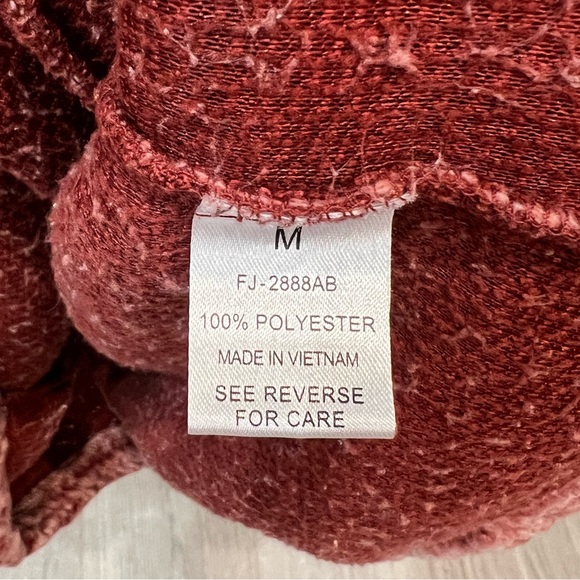 M
FJ-2888AB
100% POLYESTER
MADE IN VIETNAM
SEE REVERSE
FOR CARE